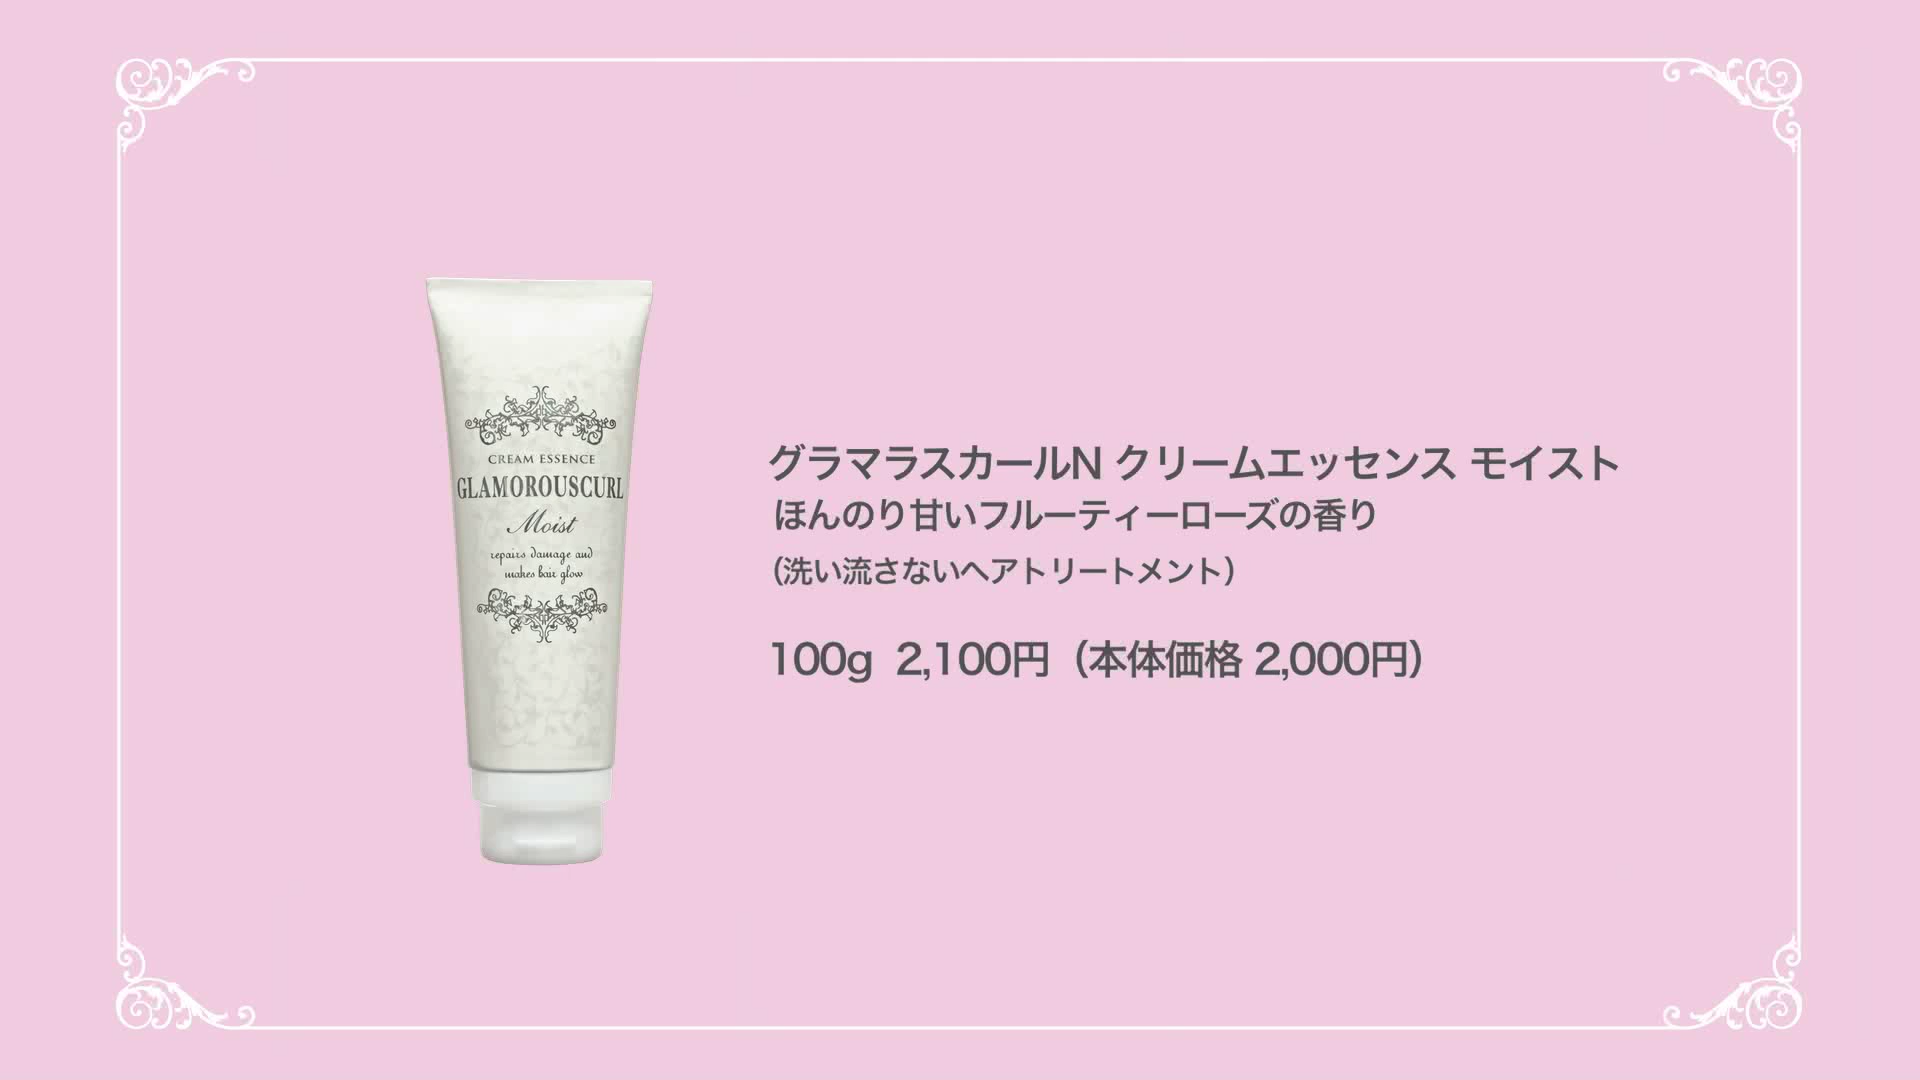 CREAM ESSENCE
GLAMOROUSCURL
Moist
repairs damage and
makes hair glow
グラマラスカールN クリームエッセンス モイスト
ほんのり甘いフルーティーローズの香り
（洗い流さないヘアトリートメント）
100g 2,100円（本体価格 2,000円）